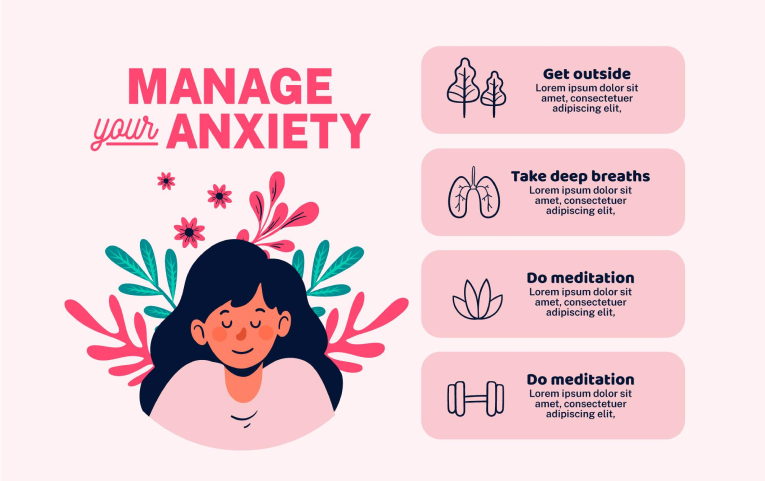 MANAGE
your ANXIETY
Get outside
Lorem ipsum dolor sit
amet, consectetuer
adipiscing elit,
Take deep breaths
Lorem ipsum dolor sit
amet, consectetuer
adipiscing elit,
Do meditation
Lorem ipsum dolor sit
amet, consectetuer
adipiscing elit,
Do meditation
Lorem ipsum dolor sit
amet, consectetuer
adipiscing elit,